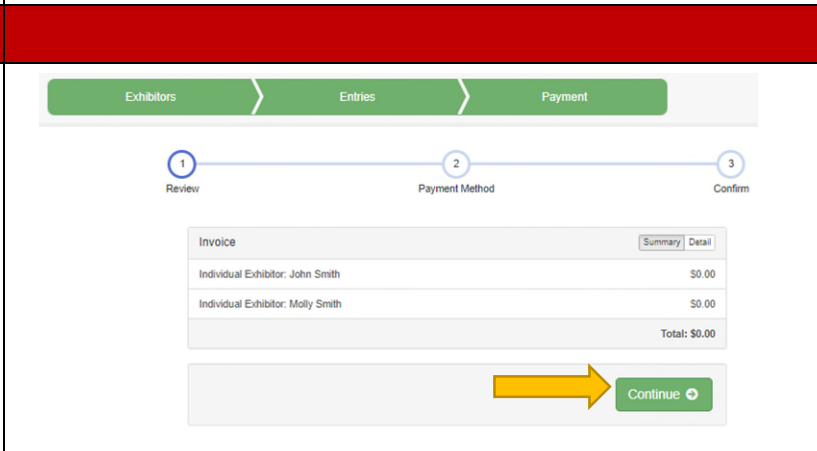 Exhibitors Entries Payment
1 2 3
Review Payment Method Confirm
Invoice Summary Detail
Individual Exhibitor: John Smith $0.00
Individual Exhibitor: Molly Smith $0.00
Total: $0.00
Continue